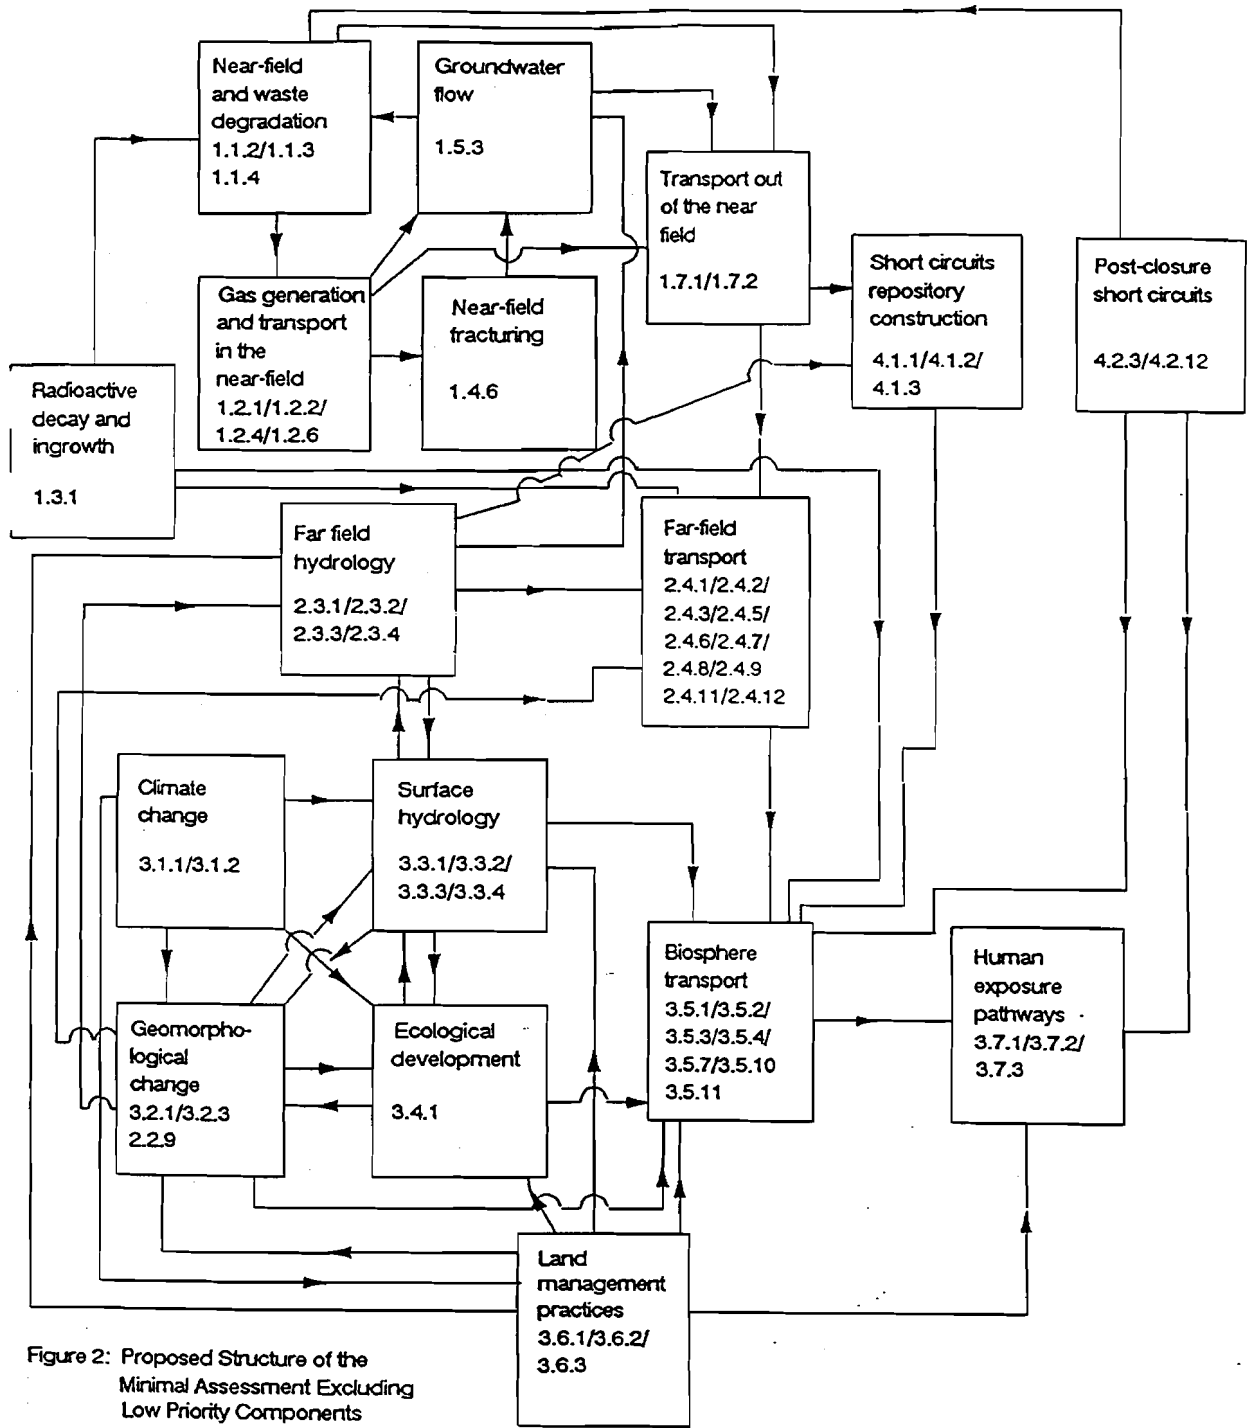 Near-field
and waste
degradation
1.1.2/1.1.3
1.1.4
Groundwater
flow
1.5.3
Transport out
of the near
field
1.7.1/1.7.2
Short circuits
repository
construction
4.1.1/4.1.2/
4.1.3
Post-closure
short circuits
4.2.3/4.2.12
Gas generation
and transport
in the
near-field
1.2.1/1.2.2/
1.2.4/1.2.6
Near-field
fracturing
1.4.6
Radioactive
decay and
ingrowth
1.3.1
Far field
hydrology
2.3.1/2.3.2/
2.3.3/2.3.4
Far-field
transport
2.4.1/2.4.2/
2.4.3/2.4.5/
2.4.6/2.4.7/
2.4.8/2.4.9
2.4.11/2.4.12
Climate
change
3.1.1/3.1.2
Surface
hydrology
3.3.1/3.3.2/
3.3.3/3.3.4
Geomorpho-
logical
change
3.2.1/3.2.3
2.2.9
Ecological
development
3.4.1
Biosphere
transport
3.5.1/3.5.2/
3.5.3/3.5.4/
3.5.7/3.5.10
3.5.11
Human
exposure
pathways
3.7.1/3.7.2/
3.7.3
Land
management
practices
3.6.1/3.6.2/
3.6.3
Figure 2: Proposed Structure of the
Minimal Assessment Excluding
Low Priority Components